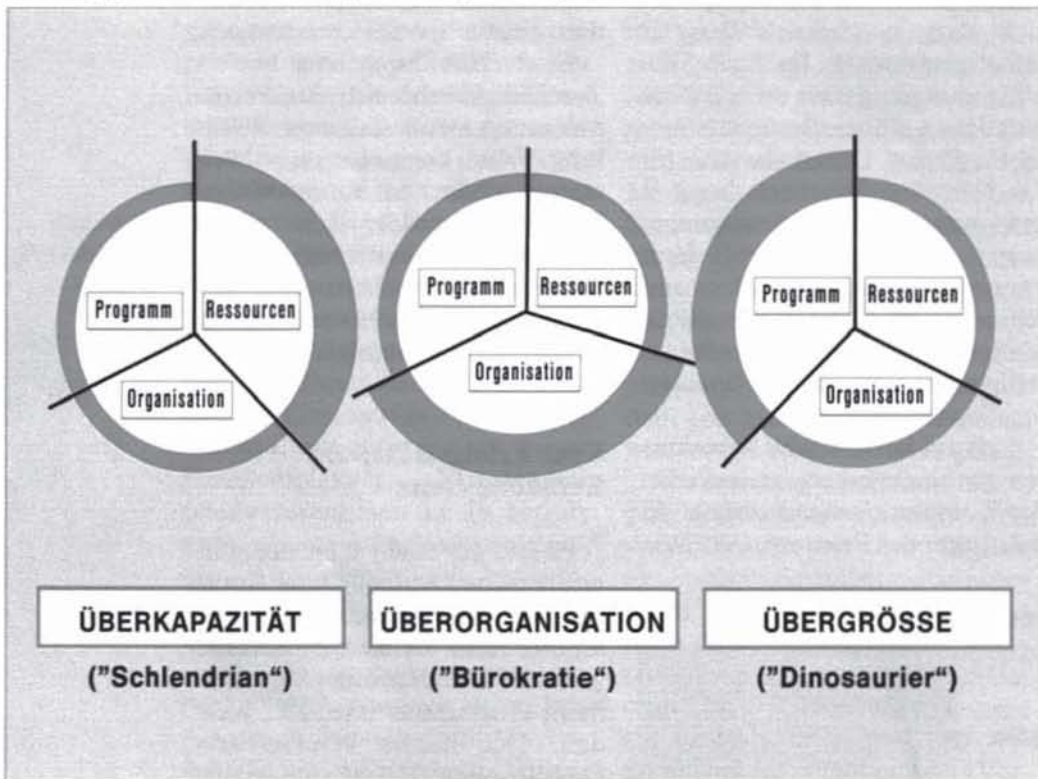 Programm
Ressourcen
Organisation
Programm
Ressourcen
Organisation
Programm
Ressourcen
Organisation
ÜBERKAPAZITÄT
("Schlendrian“)
ÜBERORGANISATION
("Bürokratie“)
ÜBERGRÖSSE
("Dinosaurier“)